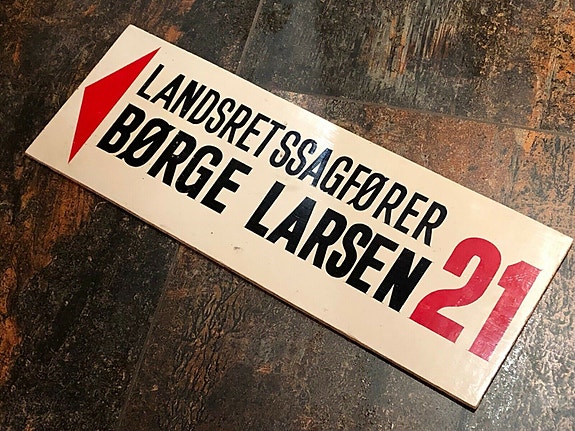 LANDSRETSSAGFØRER
BØRGE LARSEN 21